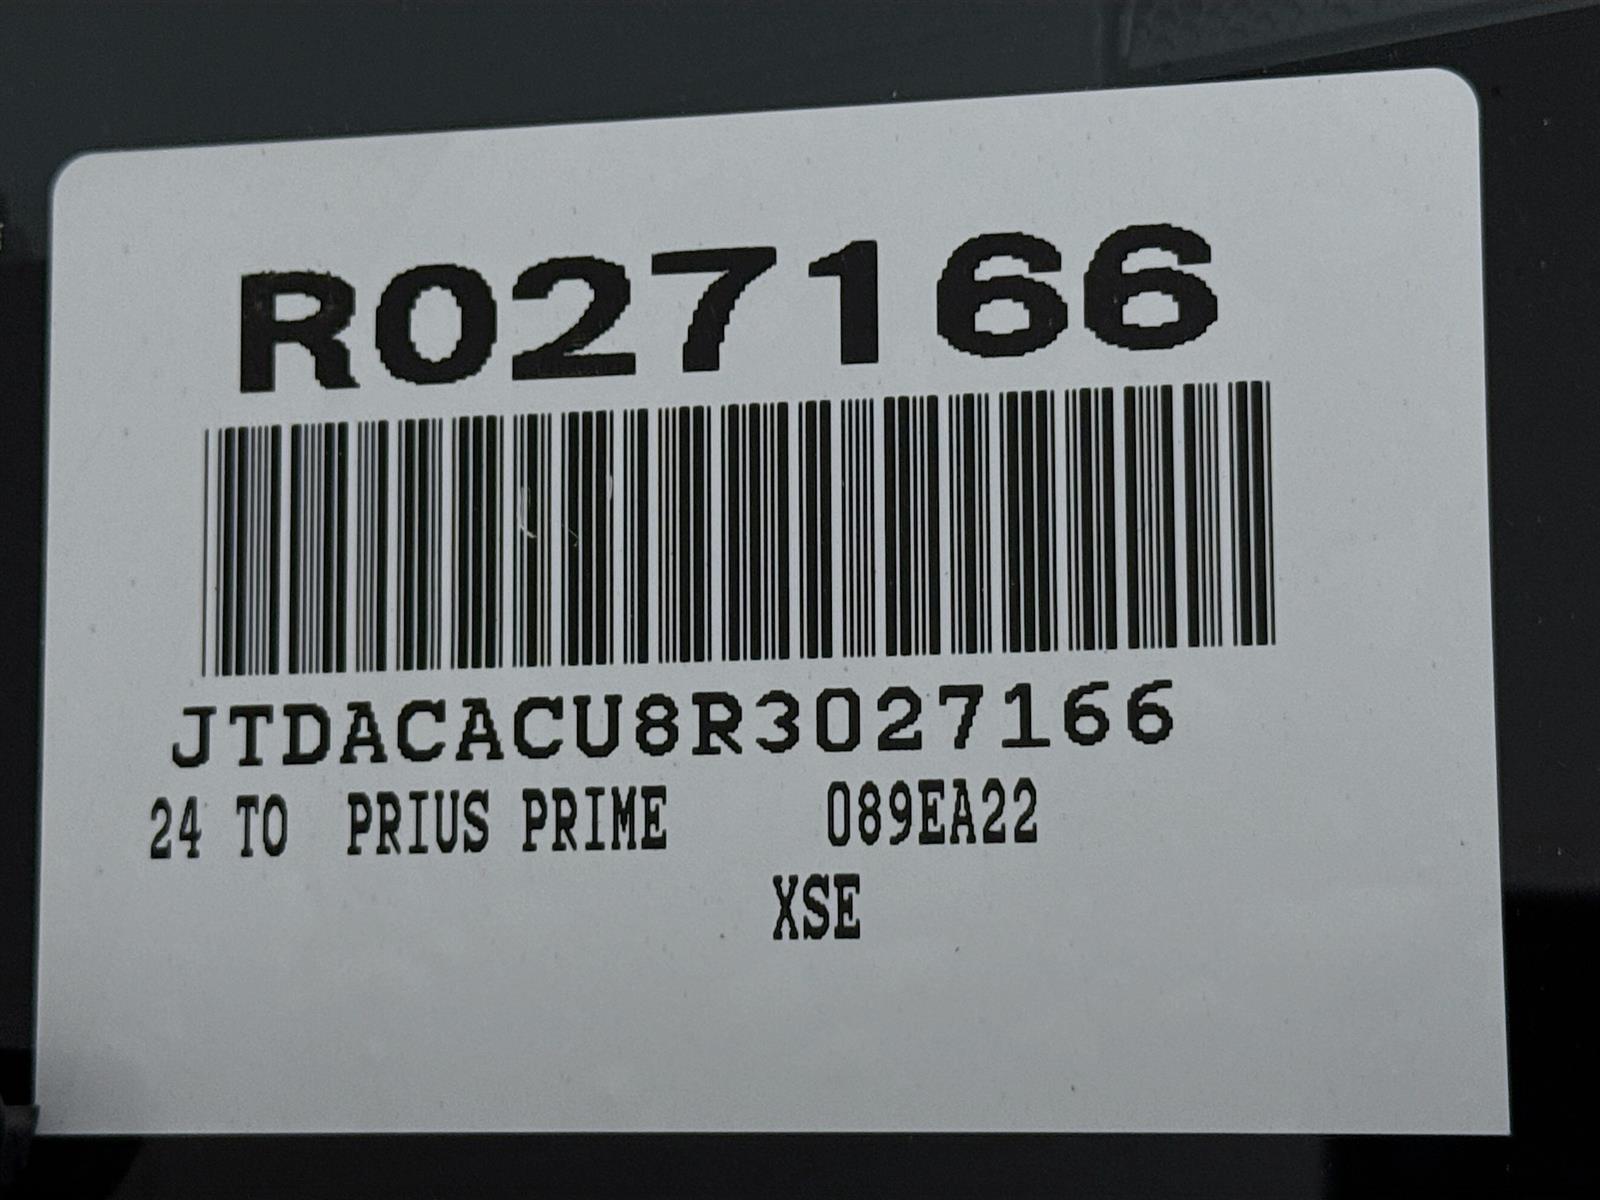 R027166
JTDACACU8R3027166
24 TO PRIUS PRIME 089EA22
XSE